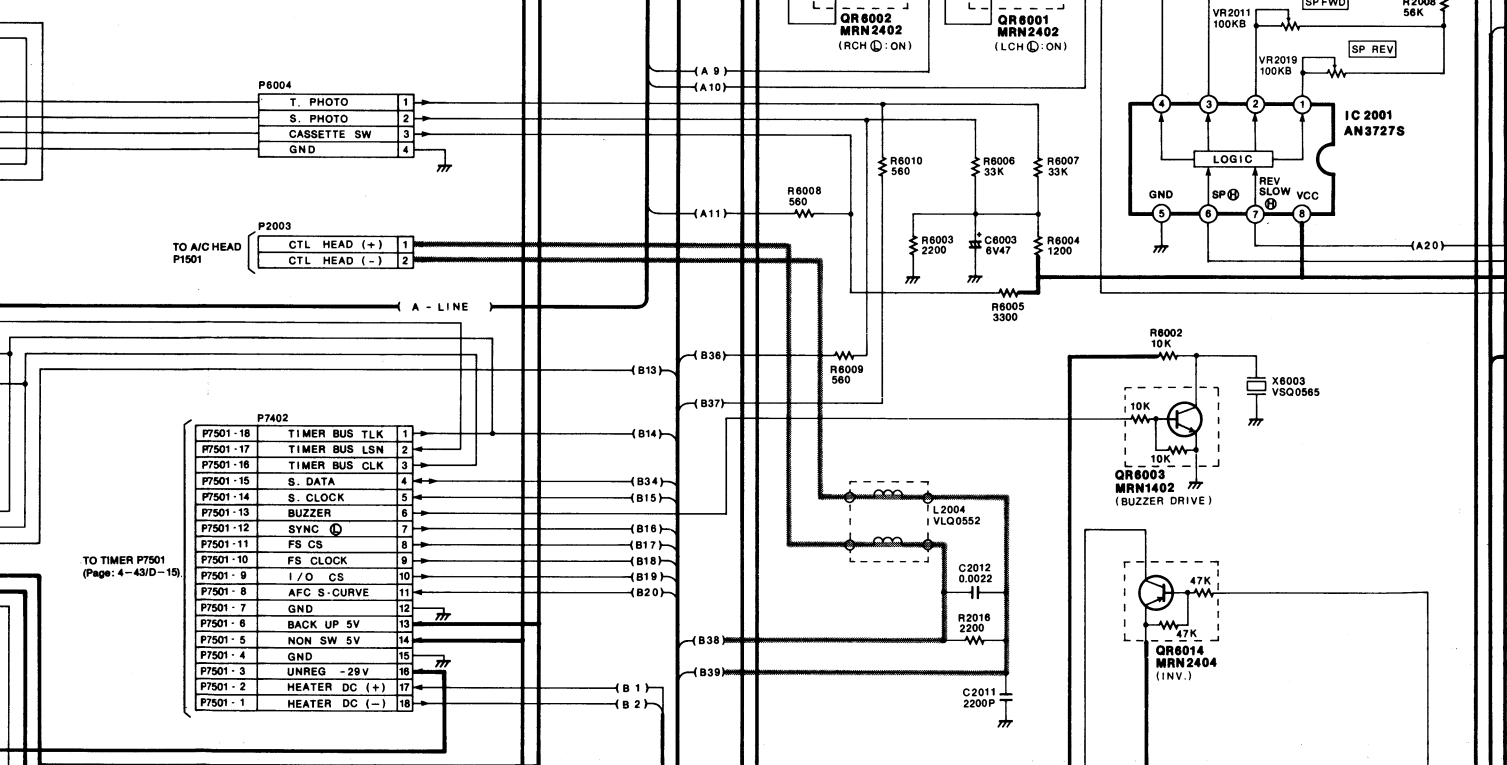 QR6002
MRN2402
(RCH Ⓛ:ON)
QR6001
MRN2402
(LCH Ⓛ:ON)
VR2011
100KB
SP FWD
R2008
56K
SP REV
VR2019
100KB
(A 9)
(A10)
P6004
T. PHOTO 1
S. PHOTO 2
CASSETTE SW 3
GND 4
4 3 2 1
IC 2001
AN3727S
LOGIC
GND
SP Ⓗ
REV
SLOW
Ⓗ
VCC
5 6 7 8
R6010
560
R6006
33K
R6007
33K
R6008
560
(A11)
P2003
TO A/C HEAD
P1501
CTL HEAD (+) 1
CTL HEAD (-) 2
R6003
2200
C6003
6V47
+
R6004
1200
(A20)
R6005
3300
( A - LINE )
R6002
10K
(B36)
R6009
560
(B13)
X6003
VSQ0565
(B37)
10K
10K
QR6003
MRN1402
(BUZZER DRIVE)
P7402
P7501-18 TIMER BUS TLK 1
P7501-17 TIMER BUS LSN 2
P7501-16 TIMER BUS CLK 3
P7501-15 S. DATA 4
P7501-14 S. CLOCK 5
P7501-13 BUZZER 6
P7501-12 SYNC Ⓛ 7
P7501-11 FS CS 8
P7501-10 FS CLOCK 9
P7501- 9 I/O CS 10
P7501- 8 AFC S-CURVE 11
P7501- 7 GND 12
P7501- 6 BACK UP 5V 13
P7501- 5 NON SW 5V 14
P7501- 4 GND 15
P7501- 3 UNREG -29V 16
P7501- 2 HEATER DC (+) 17
P7501- 1 HEATER DC (-) 18
TO TIMER P7501
(Page: 4-43/D-15)
(B14)
(B34)
(B15)
(B16)
(B17)
(B18)
(B19)
(B20)
(B38)
(B39)
(B 1)
(B 2)
L2004
VLQ0552
C2012
0.0022
R2016
2200
C2011
2200P
47K
47K
QR6014
MRN2404
(INV.)